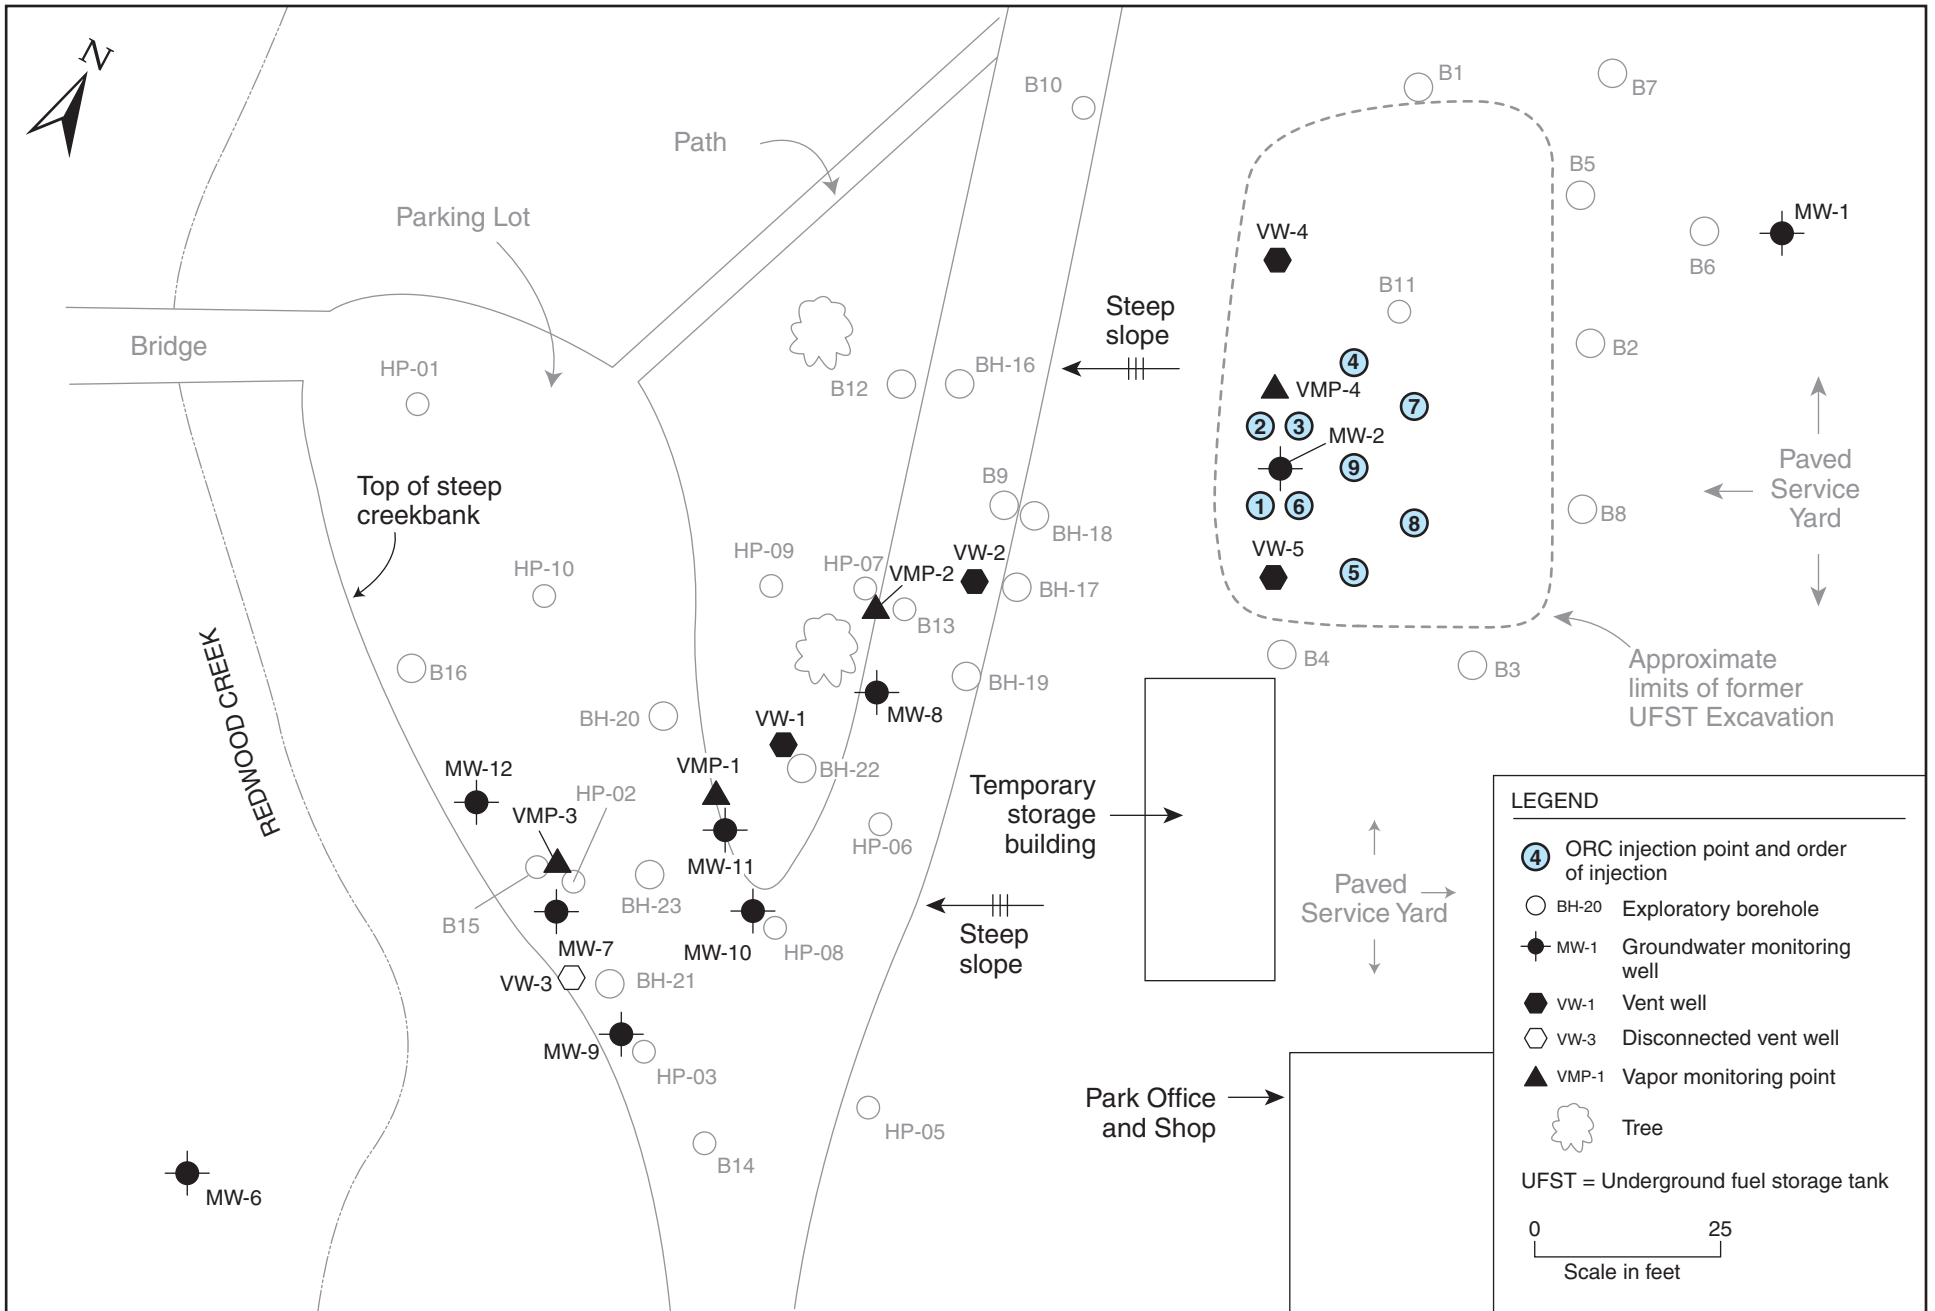 N
B10
B1
B7
Path
B5
Parking Lot
MW-1
VW-4
B6
B11
Steep
slope
Bridge
HP-01
B12
BH-16
B2
4
VMP-4
7
2
3
MW-2
9
1
6
8
5
VW-5
Paved
Service
Yard
Top of steep
creekbank
B9
BH-18
B8
HP-09
HP-07
VMP-2
VW-2
BH-17
B13
HP-10
B4
B3
Approximate
limits of former
UFST Excavation
B16
BH-19
REDWOOD CREEK
BH-20
MW-8
VW-1
BH-22
VMP-1
MW-12
HP-02
VMP-3
Temporary
storage
building
HP-06
MW-11
BH-23
B15
MW-7
MW-10
HP-08
Steep
slope
Paved
Service Yard
VW-3
BH-21
MW-9
HP-03
Park Office
and Shop
HP-05
B14
MW-6
LEGEND
4 ORC injection point and order
of injection
BH-20 Exploratory borehole
MW-1 Groundwater monitoring
well
VW-1 Vent well
VW-3 Disconnected vent well
VMP-1 Vapor monitoring point
Tree
UFST = Underground fuel storage tank
0 25
Scale in feet